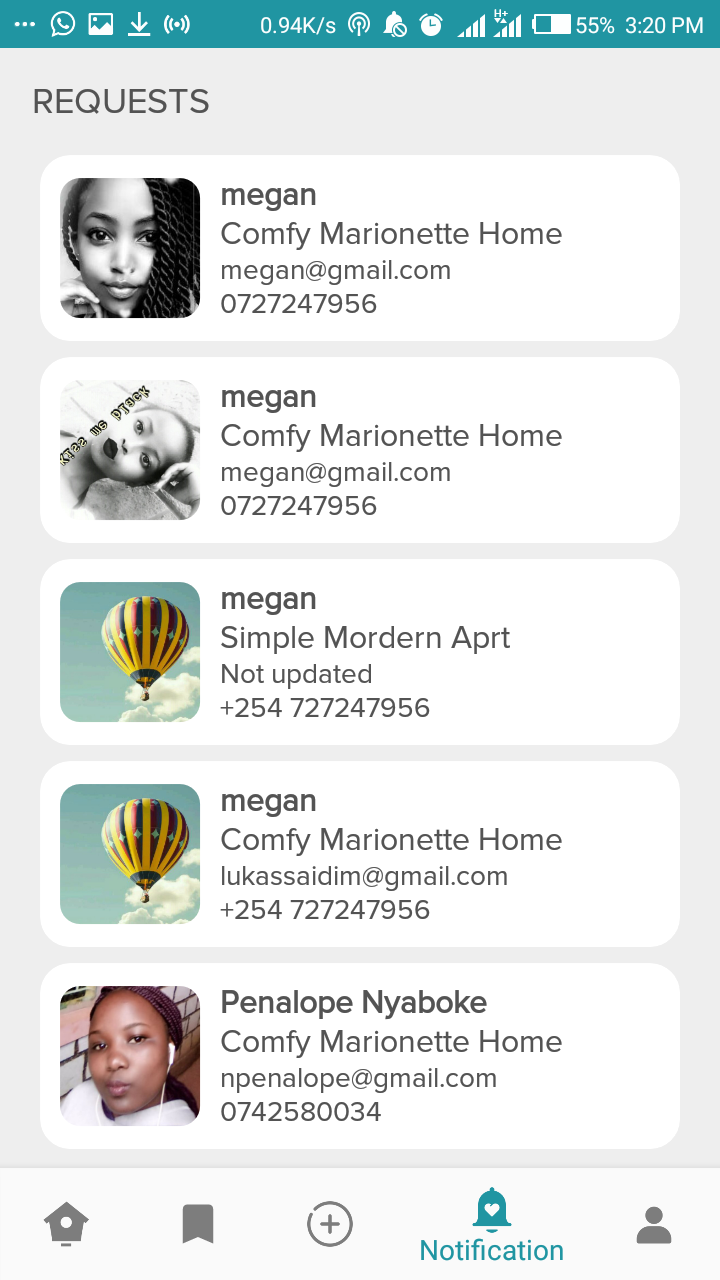 0.94K/s H+ 55% 3:20 PM
REQUESTS
megan
Comfy Marionette Home
megan@gmail.com
0727247956
megan
Comfy Marionette Home
megan@gmail.com
0727247956
megan
Simple Mordern Aprt
Not updated
+254 727247956
megan
Comfy Marionette Home
lukassaidim@gmail.com
+254 727247956
Penalope Nyaboke
Comfy Marionette Home
npenalope@gmail.com
0742580034
Notification